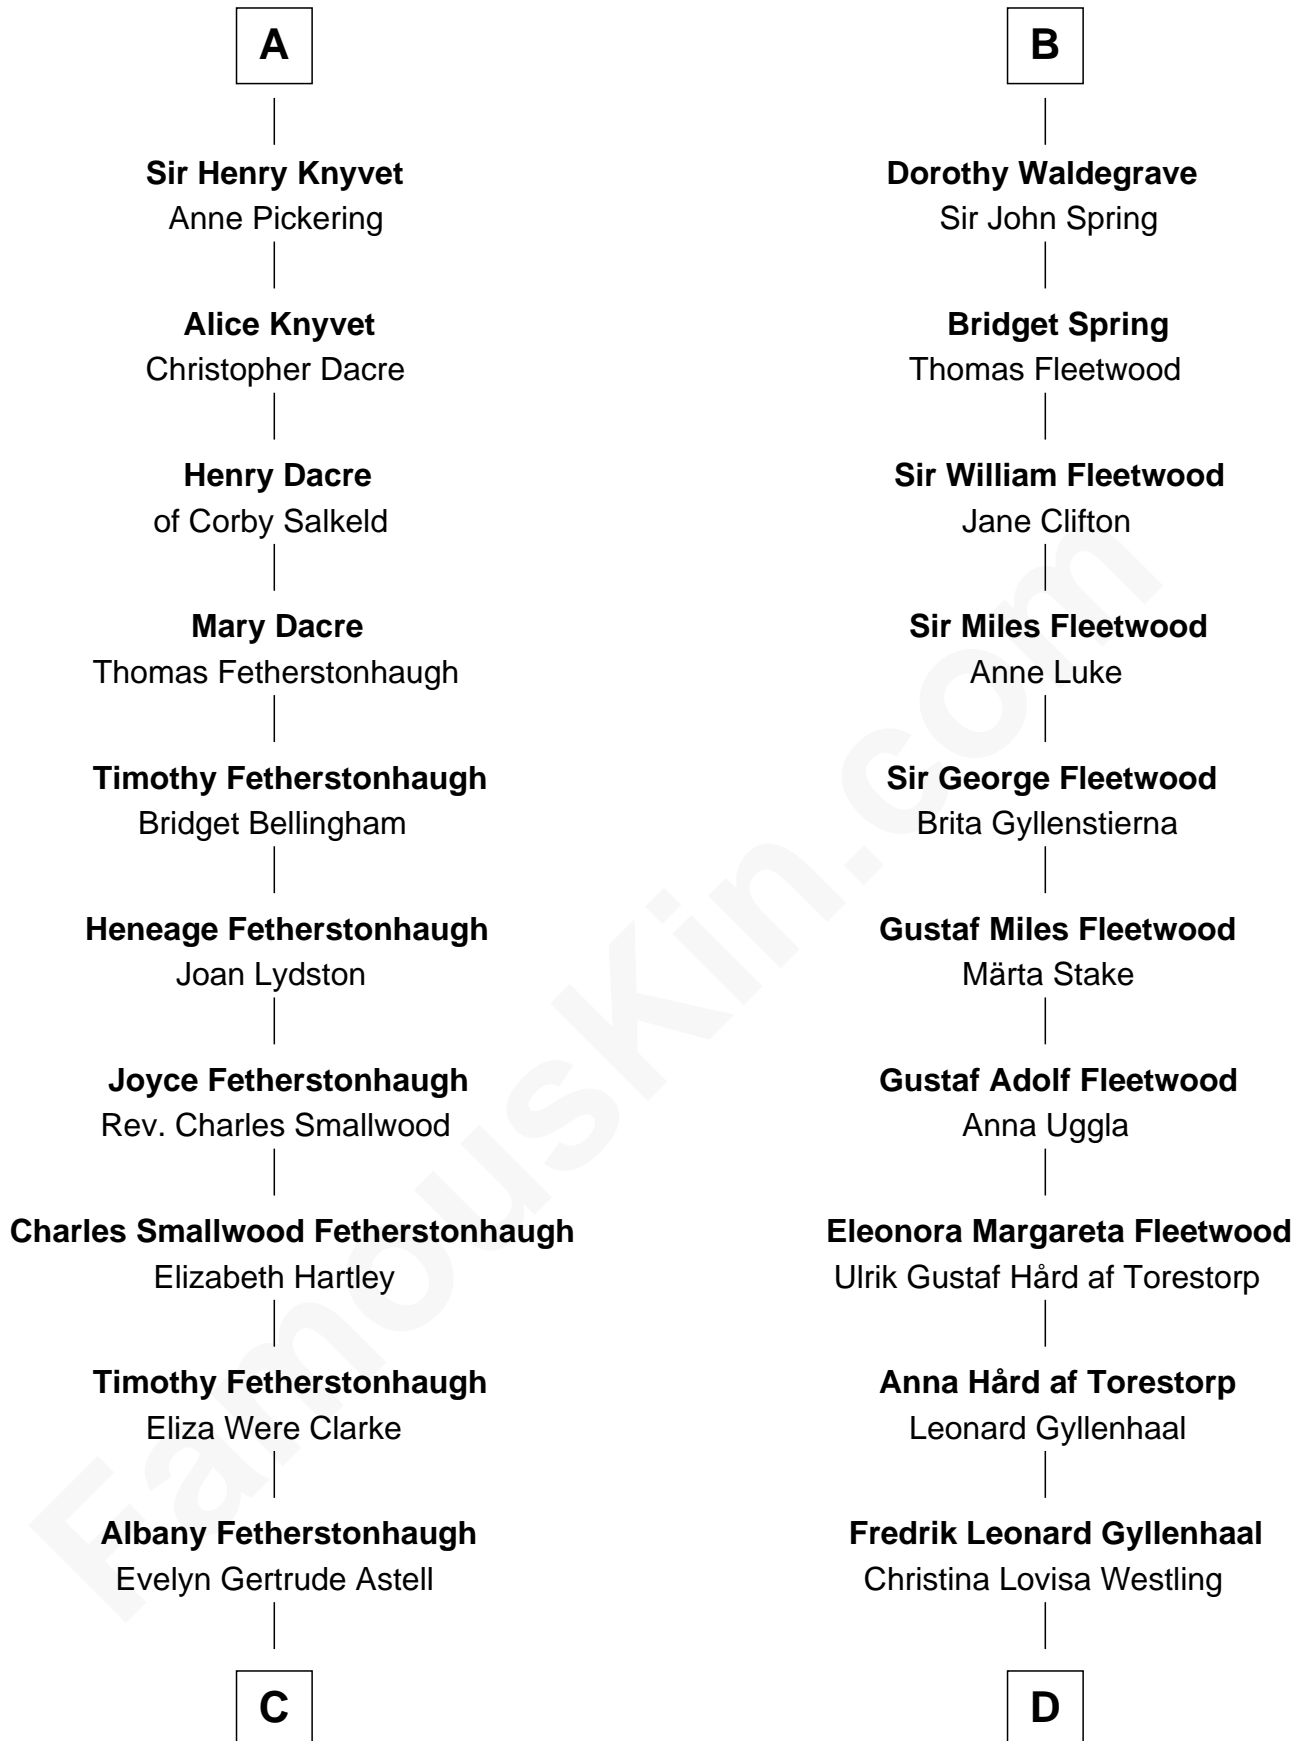 A
Sir Henry Knyvet
Anne Pickering
Alice Knyvet
Christopher Dacre
Henry Dacre
of Corby Salkeld
Mary Dacre
Thomas Fetherstonhaugh
Timothy Fetherstonhaugh
Bridget Bellingham
Heneage Fetherstonhaugh
Joan Lydston
Joyce Fetherstonhaugh
Rev. Charles Smallwood
Charles Smallwood Fetherstonhaugh
Elizabeth Hartley
Timothy Fetherstonhaugh
Eliza Were Clarke
Albany Fetherstonhaugh
Evelyn Gertrude Astell
C
B
Dorothy Waldegrave
Sir John Spring
Bridget Spring
Thomas Fleetwood
Sir William Fleetwood
Jane Clifton
Sir Miles Fleetwood
Anne Luke
Sir George Fleetwood
Brita Gyllenstierna
Gustaf Miles Fleetwood
Märta Stake
Gustaf Adolf Fleetwood
Anna Uggla
Eleonora Margareta Fleetwood
Ulrik Gustaf Hård af Torestorp
Anna Hård af Torestorp
Leonard Gyllenhaal
Fredrik Leonard Gyllenhaal
Christina Lovisa Westling
D
FamousKin.com